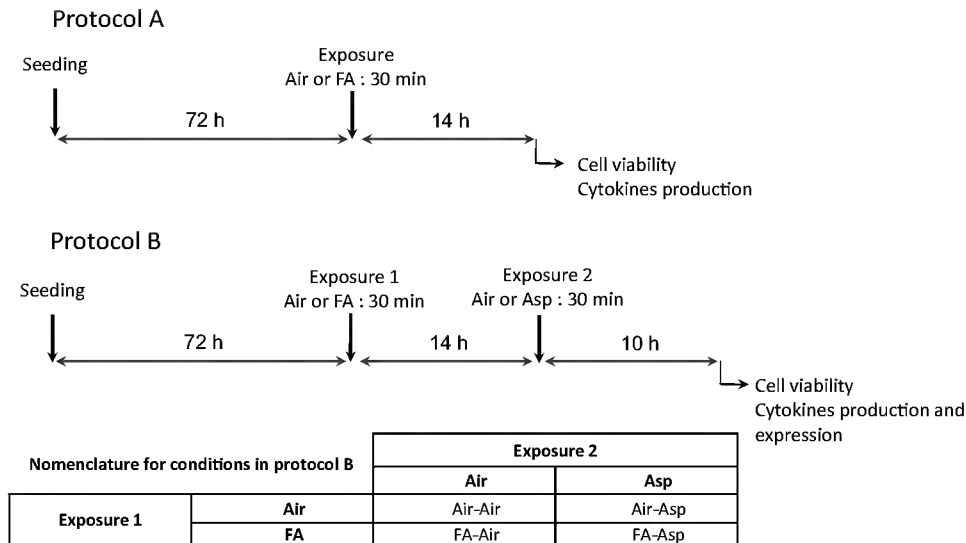 Protocol A
Seeding
Exposure
Air or FA : 30 min
72 h
14 h
Cell viability
Cytokines production
Protocol B
Seeding
Exposure 1
Air or FA : 30 min
Exposure 2
Air or Asp : 30 min
72 h
14 h
10 h
Cell viability
Cytokines production and
expression
Nomenclature for conditions in protocol B
Exposure 2
Air Asp
Exposure 1
Air Air-Air Air-Asp
FA FA-Air FA-Asp